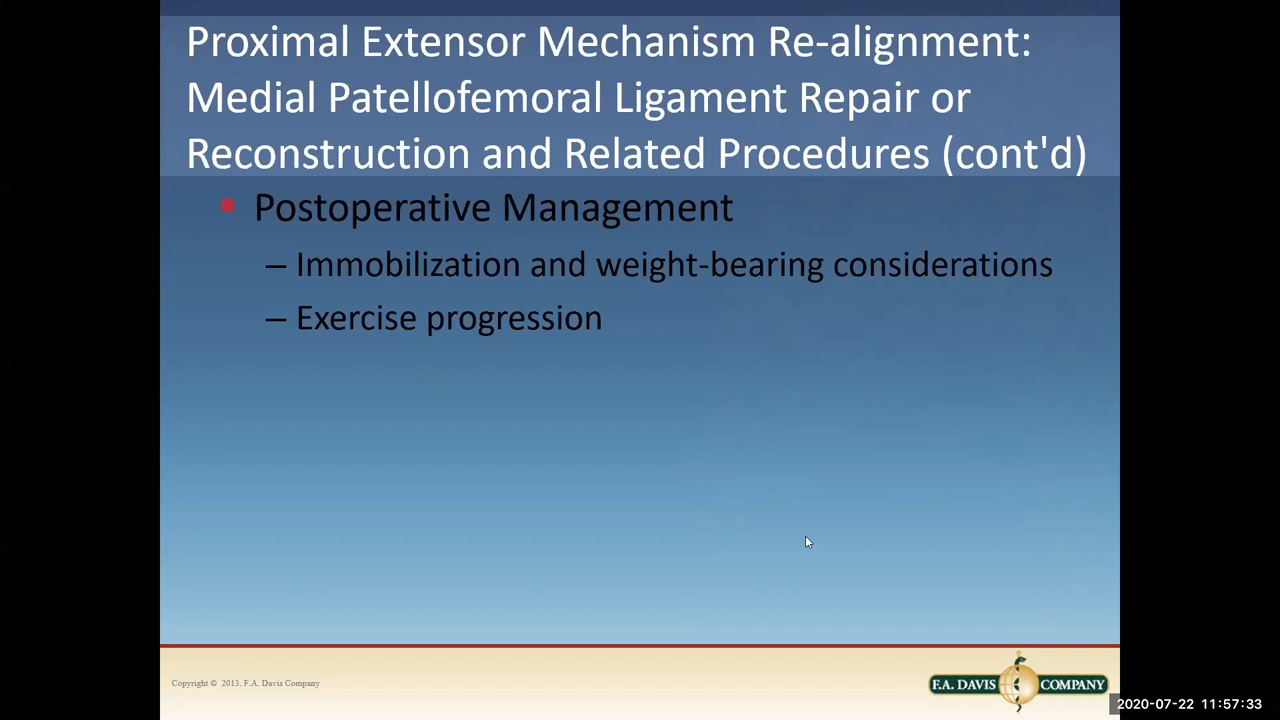 Proximal Extensor Mechanism Re-alignment:
Medial Patellofemoral Ligament Repair or
Reconstruction and Related Procedures (cont'd)
Postoperative Management
– Immobilization and weight-bearing considerations
– Exercise progression
Copyright © 2013. F.A. Davis Company
F.A. DAVIS COMPANY
2020-07-22 11:57:33